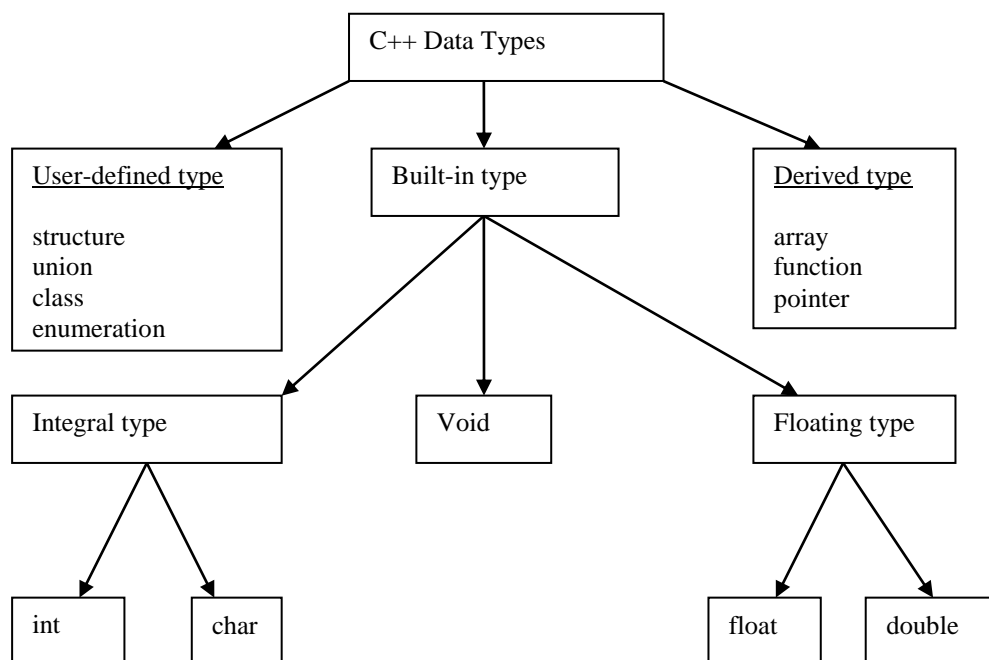 C++ Data Types
User-defined type
structure
union
class
enumeration
Built-in type
Derived type
array
function
pointer
Integral type
Void
Floating type
int
char
float
double